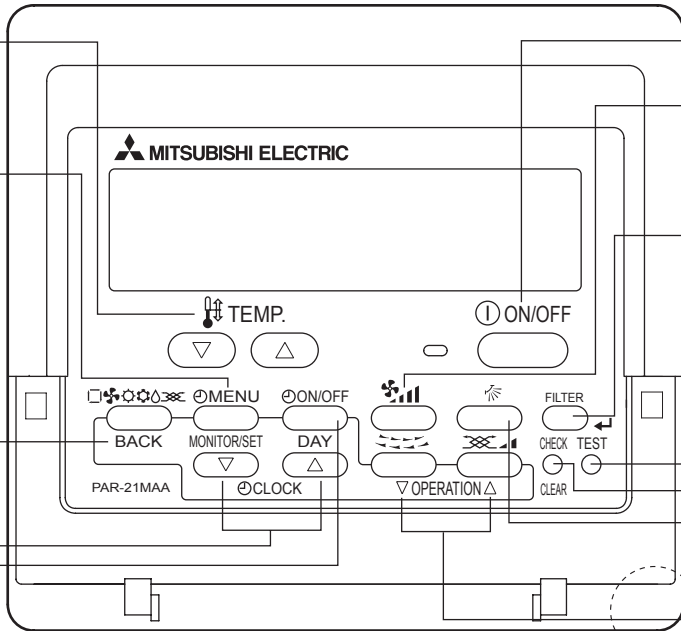 MITSUBISHI ELECTRIC
TEMP.
ON/OFF
MENU
ON/OFF
FILTER
BACK
MONITOR/SET
DAY
CHECK
TEST
PAR-21MAA
CLOCK
OPERATION
CLEAR